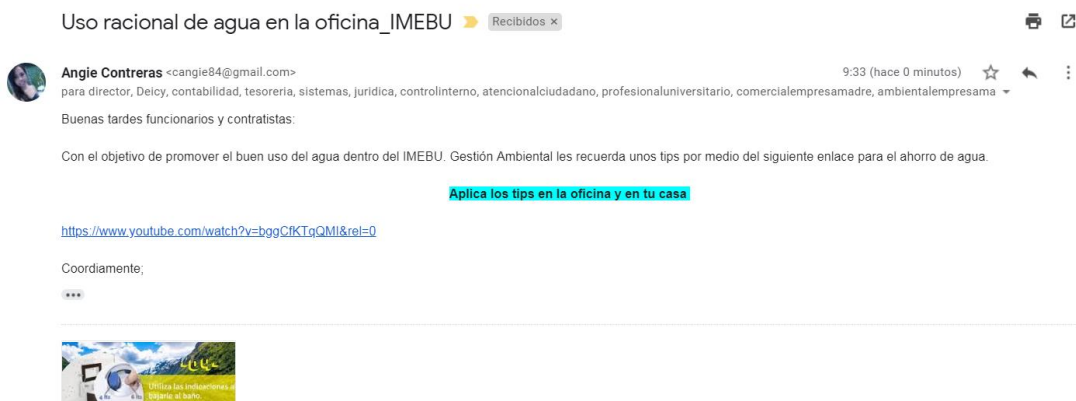 Uso racional de agua en la oficina_IMEBU Recibidos ×
Angie Contreras <cangie84@gmail.com> 9:33 (hace 0 minutos)
para director, Deicy, contabilidad, tesoreria, sistemas, juridica, controlinterno, atencionalciudadano, profesionaluniversitario, comercialempresamadre, ambientalempresama
Buenas tardes funcionarios y contratistas:
Con el objetivo de promover el buen uso del agua dentro del IMEBU. Gestión Ambiental les recuerda unos tips por medio del siguiente enlace para el ahorro de agua.
Aplica los tips en la oficina y en tu casa
https://www.youtube.com/watch?v=bggCfKTqQMI&rel=0
Coordiamente;
Utiliza las indicaciones
bajarle al baño.